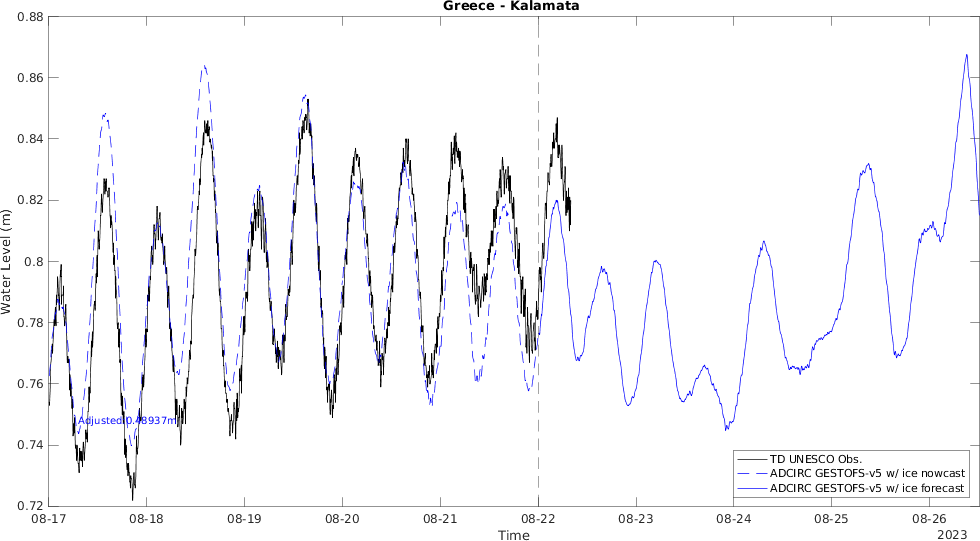 Greece - Kalamata
0.88
0.86
0.84
0.82
0.8
0.78
0.76
0.74
0.72
Water Level (m)
Adjusted 0.48937m
TD UNESCO Obs.
ADCIRC GESTOFS-v5 w/ ice nowcast
ADCIRC GESTOFS-v5 w/ ice forecast
08-17 08-18 08-19 08-20 08-21 08-22 08-23 08-24 08-25 08-26
Time
2023